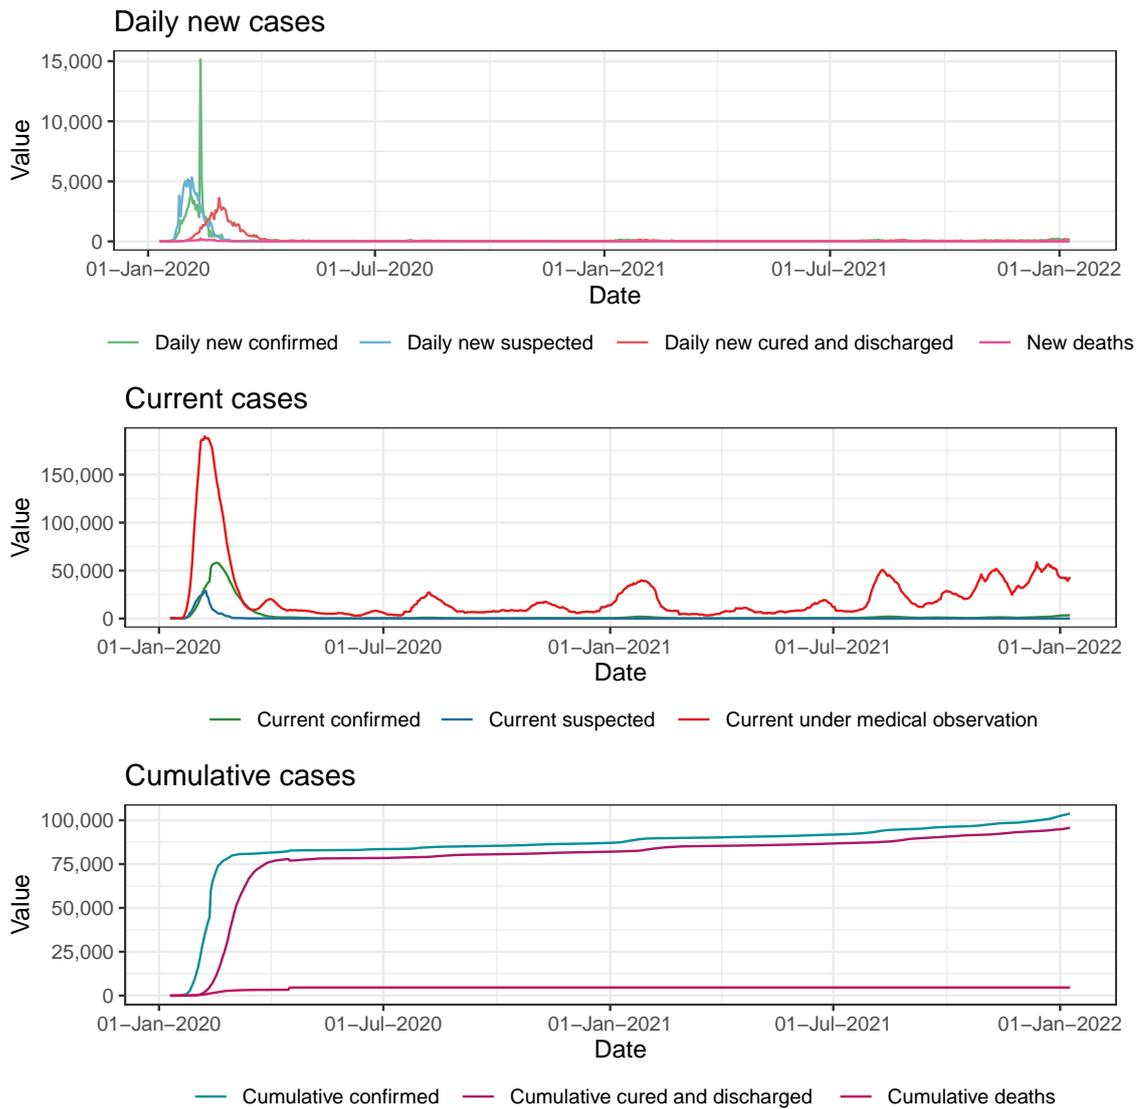 Daily new cases
15,000
10,000
5,000
0
Value
01−Jan−2020 01−Jul−2020 01−Jan−2021 01−Jul−2021 01−Jan−2022
Date
Daily new confirmed Daily new suspected Daily new cured and discharged New deaths
Current cases
150,000
100,000
50,000
0
Value
01−Jan−2020 01−Jul−2020 01−Jan−2021 01−Jul−2021 01−Jan−2022
Date
Current confirmed Current suspected Current under medical observation
Cumulative cases
100,000
75,000
50,000
25,000
0
Value
01−Jan−2020 01−Jul−2020 01−Jan−2021 01−Jul−2021 01−Jan−2022
Date
Cumulative confirmed Cumulative cured and discharged Cumulative deaths